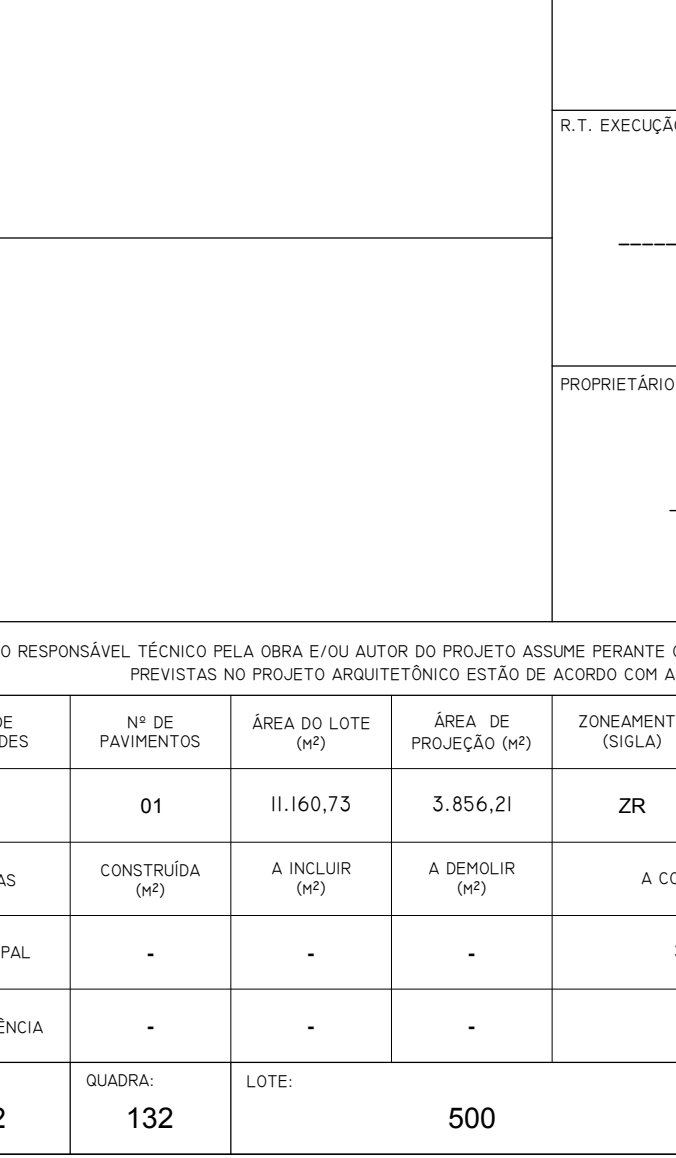 R.T. EXECUÇÃ
PROPRIETÁRIO
O RESPONSÁVEL TÉCNICO PELA OBRA E/OU AUTOR DO PROJETO ASSUME PERANTE
PREVISTAS NO PROJETO ARQUITETÔNICO ESTÃO DE ACORDO COM A
DES
Nº DE
PAVIMENTOS
ÁREA DO LOTE
(M²)
ÁREA DE
PROJEÇÃO (M²)
ZONEAMENT
(SIGLA)
01
11.160,73
3.856,21
ZR
AS
CONSTRUÍDA
(M²)
A INCLUIR
(M²)
A DEMOLIR
(M²)
A CO
PAL
-
-
-
ÊNCIA
-
-
-
2
QUADRA:
132
LOTE:
500